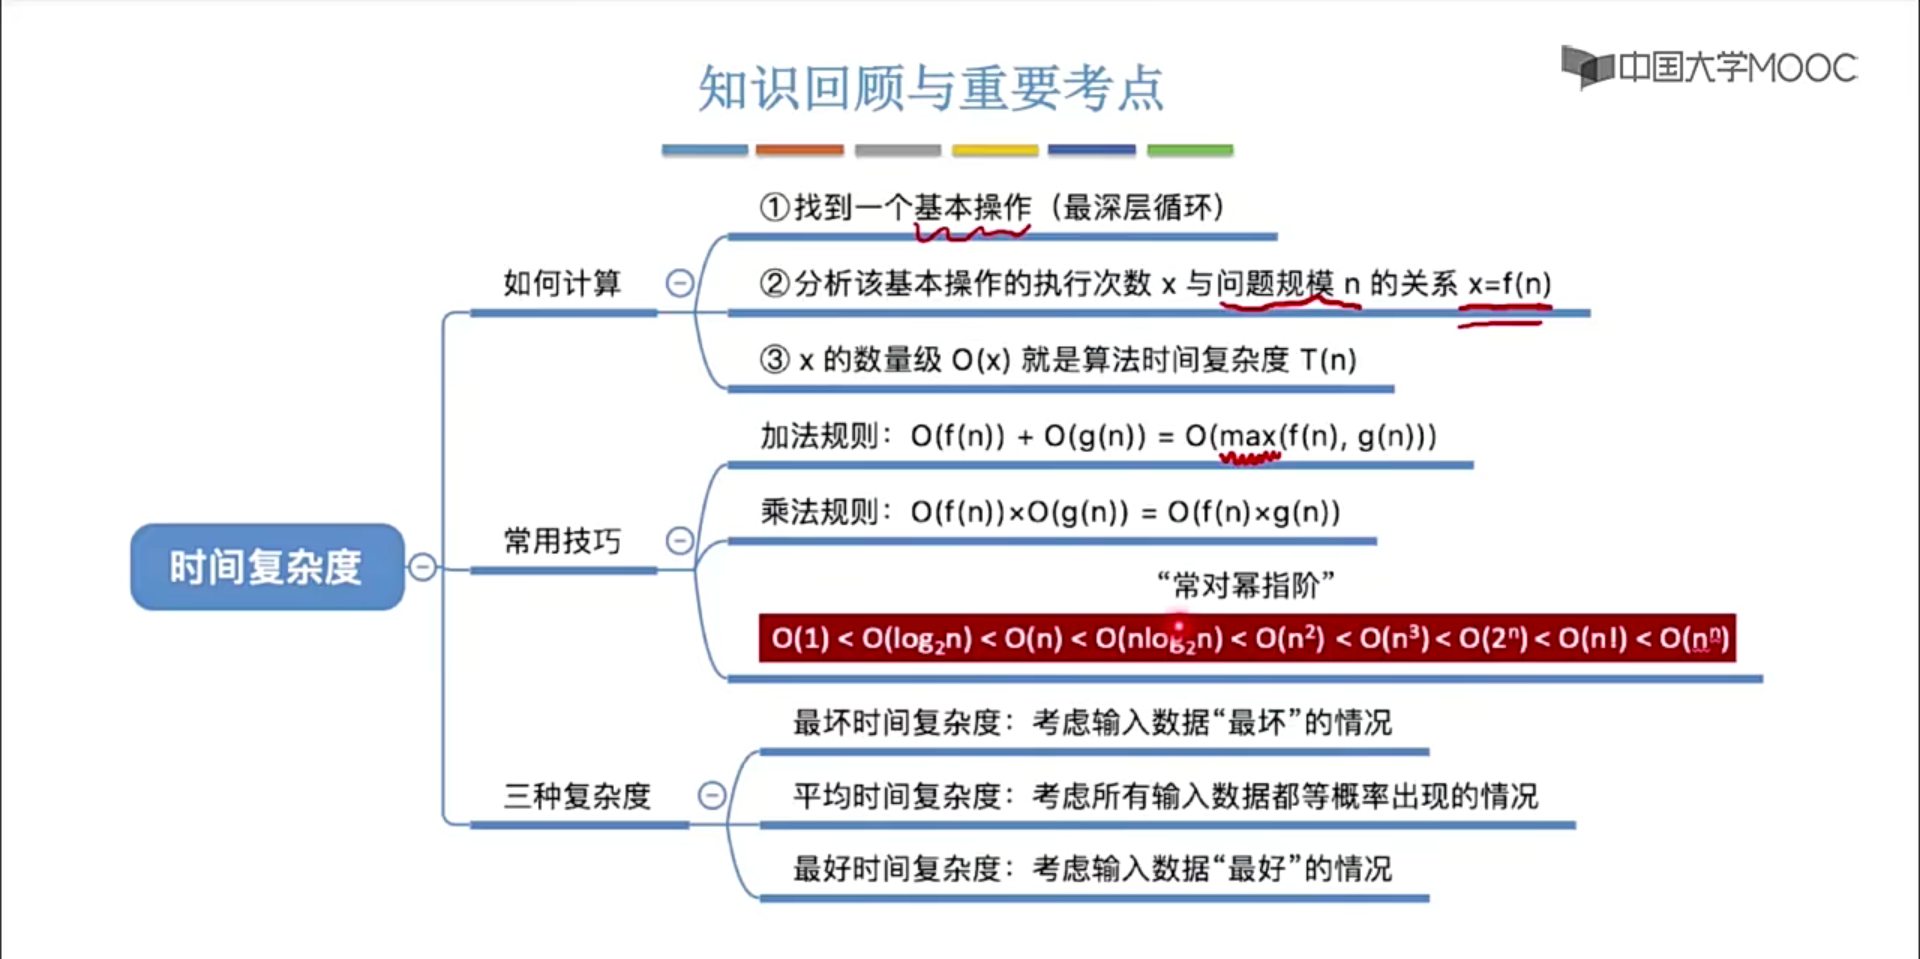 中国大学MOOC
知识回顾与重要考点
时间复杂度
如何计算
①找到一个基本操作（最深层循环）
②分析该基本操作的执行次数 x 与问题规模 n 的关系 x=f(n)
③ x 的数量级 O(x) 就是算法时间复杂度 T(n)
常用技巧
加法规则：O(f(n)) + O(g(n)) = O(max(f(n), g(n)))
乘法规则：O(f(n))×O(g(n)) = O(f(n)×g(n))
“常对幂指阶”
O(1) < O(log₂n) < O(n) < O(nlog₂n) < O(n²) < O(n³) < O(2ⁿ) < O(n!) < O(nⁿ)
三种复杂度
最坏时间复杂度：考虑输入数据“最坏”的情况
平均时间复杂度：考虑所有输入数据都等概率出现的情况
最好时间复杂度：考虑输入数据“最好”的情况